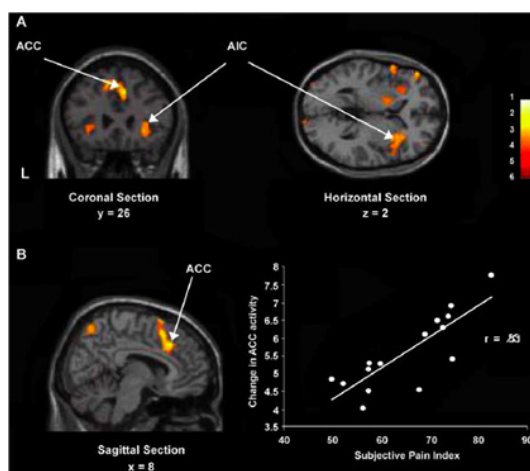 A
ACC
AIC
1
2
3
4
5
6
L
Coronal Section
y = 26
Horizontal Section
z = 2
B
ACC
Sagittal Section
x = 8
Change in ACC activity
8
7.5
7
6.5
6
5.5
5
4.5
4
3.5
r = .83
40
50
60
70
80
90
Subjective Pain Index